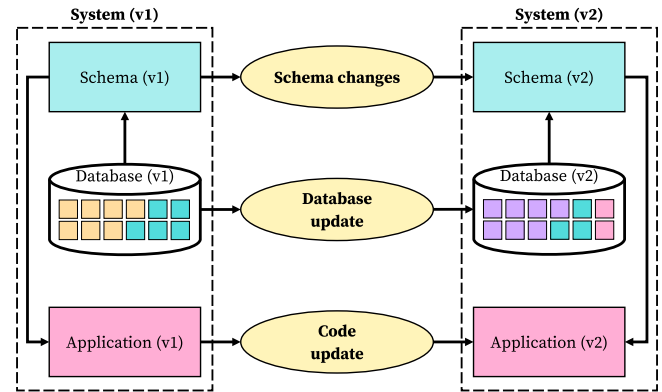 System (v1)
System (v2)
Schema (v1)
Schema changes
Schema (v2)
Database (v1)
Database
update
Database (v2)
Application (v1)
Code
update
Application (v2)